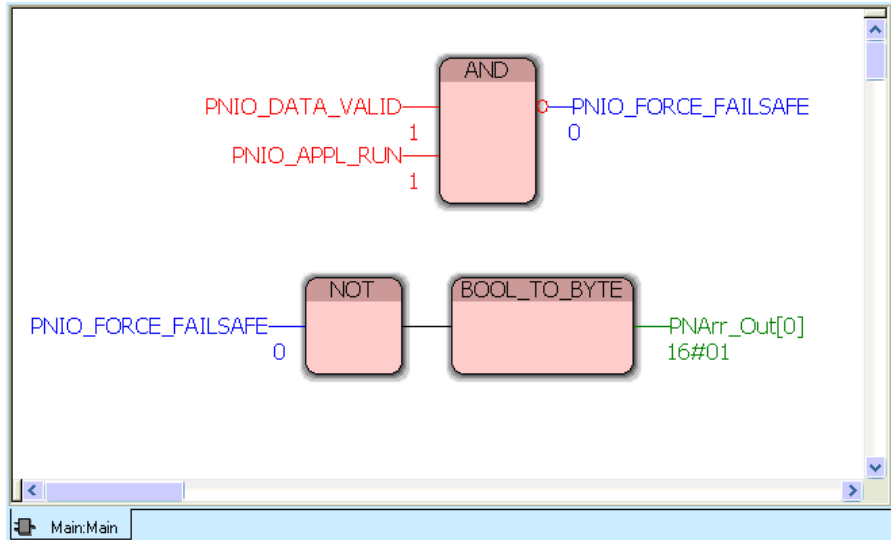 AND
PNIO_DATA_VALID
1
PNIO_FORCE_FAILSAFE
0
PNIO_APPL_RUN
1
NOT
BOOL_TO_BYTE
PNIO_FORCE_FAILSAFE
0
PNArr_Out[0]
16#01
Main:Main